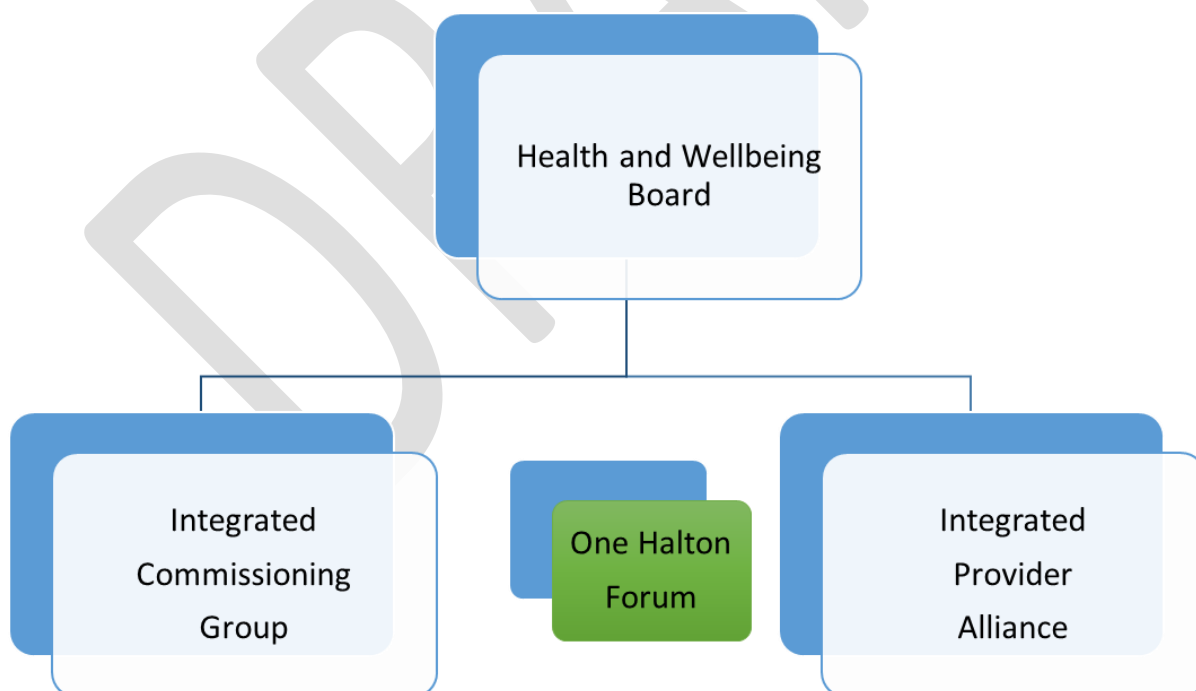 Health and Wellbeing
Board
Integrated
Commissioning
Group
One Halton
Forum
Integrated
Provider
Alliance